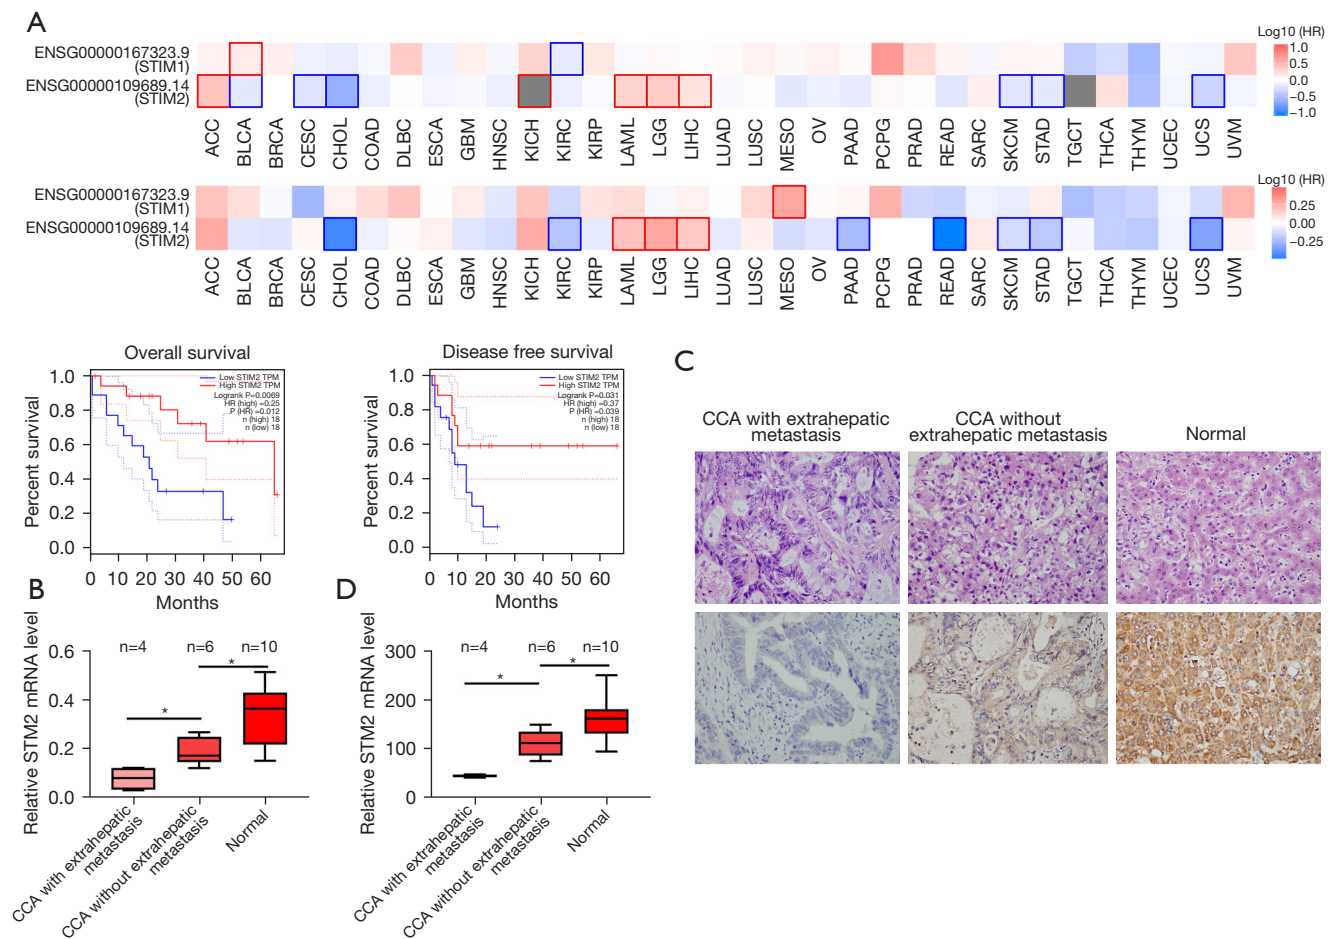 A
ENSG00000167323.9
(STIM1)
ENSG00000109689.14
(STIM2)
Log10 (HR)
1.0
0.5
0.0
−0.5
−1.0
ACC
BLCA
BRCA
CESC
CHOL
COAD
DLBC
ESCA
GBM
HNSC
KICH
KIRC
KIRP
LAML
LGG
LIHC
LUAD
LUSC
MESO
OV
PAAD
PCPG
PRAD
READ
SARC
SKCM
STAD
TGCT
THCA
THYM
UCEC
UCS
UVM
ENSG00000167323.9
(STIM1)
ENSG00000109689.14
(STIM2)
Log10 (HR)
0.25
0.00
−0.25
ACC
BLCA
BRCA
CESC
CHOL
COAD
DLBC
ESCA
GBM
HNSC
KICH
KIRC
KIRP
LAML
LGG
LIHC
LUAD
LUSC
MESO
OV
PAAD
PCPG
PRAD
READ
SARC
SKCM
STAD
TGCT
THCA
THYM
UCEC
UCS
UVM
Overall survival
Percent survival
1.0
0.8
0.6
0.4
0.2
0.0
Low STIM2 TPM
High STIM2 TPM
Logrank P=0.0069
HR (high) =0.25
P (HR) =0.012
n (high) 18
n (low) 18
0 10 20 30 40 50 60
Months
Disease free survival
Percent survival
1.0
0.8
0.6
0.4
0.2
0.0
Low STIM2 TPM
High STIM2 TPM
Logrank P=0.031
HR (high) =0.37
P (HR) =0.039
n (high) 18
n (low) 18
0 10 20 30 40 50 60
Months
C
CCA with extrahepatic
metastasis
CCA without
extrahepatic metastasis
Normal
B
Relative STMI2 mRNA level
0.6
0.4
0.2
0.0
n=4
n=6
n=10
*
*
CCA with extrahepatic
metastasis
CCA without extrahepatic
metastasis
Normal
D
Relative STMI2 mRNA level
300
200
100
0
n=4
n=6
n=10
*
*
CCA with extrahepatic
metastasis
CCA without extrahepatic
metastasis
Normal